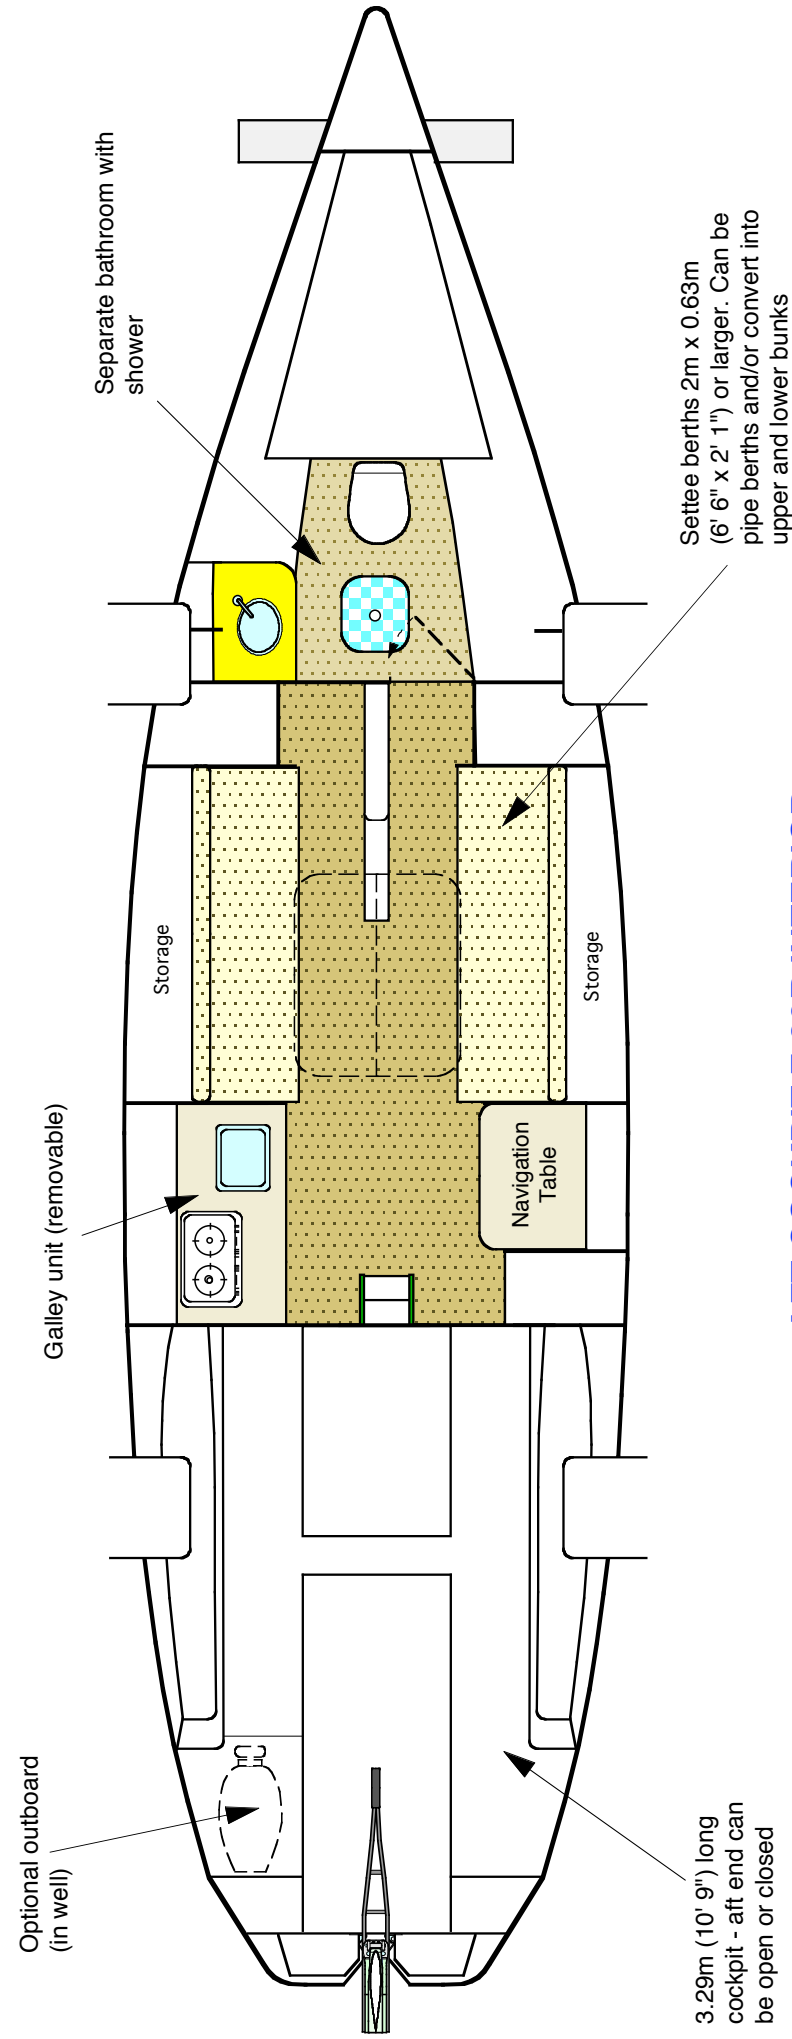 Optional outboard
(in well)
Galley unit (removable)
Separate bathroom with
shower
Storage
Navigation
Table
Storage
3.29m (10' 9") long
cockpit - aft end can
be open or closed
Settee berths 2m x 0.63m
(6' 6" x 2' 1") or larger. Can be
pipe berths and/or convert into
upper and lower bunks